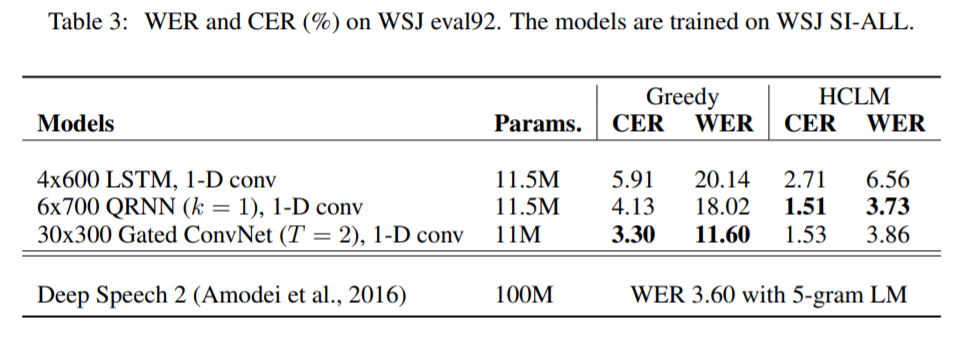 Table 3: WER and CER (%) on WSJ eval92. The models are trained on WSJ SI-ALL.
Greedy HCLM
Models Params. CER WER CER WER
4x600 LSTM, 1-D conv 11.5M 5.91 20.14 2.71 6.56
6x700 QRNN (k = 1), 1-D conv 11.5M 4.13 18.02 1.51 3.73
30x300 Gated ConvNet (T = 2), 1-D conv 11M 3.30 11.60 1.53 3.86
Deep Speech 2 (Amodei et al., 2016) 100M WER 3.60 with 5-gram LM